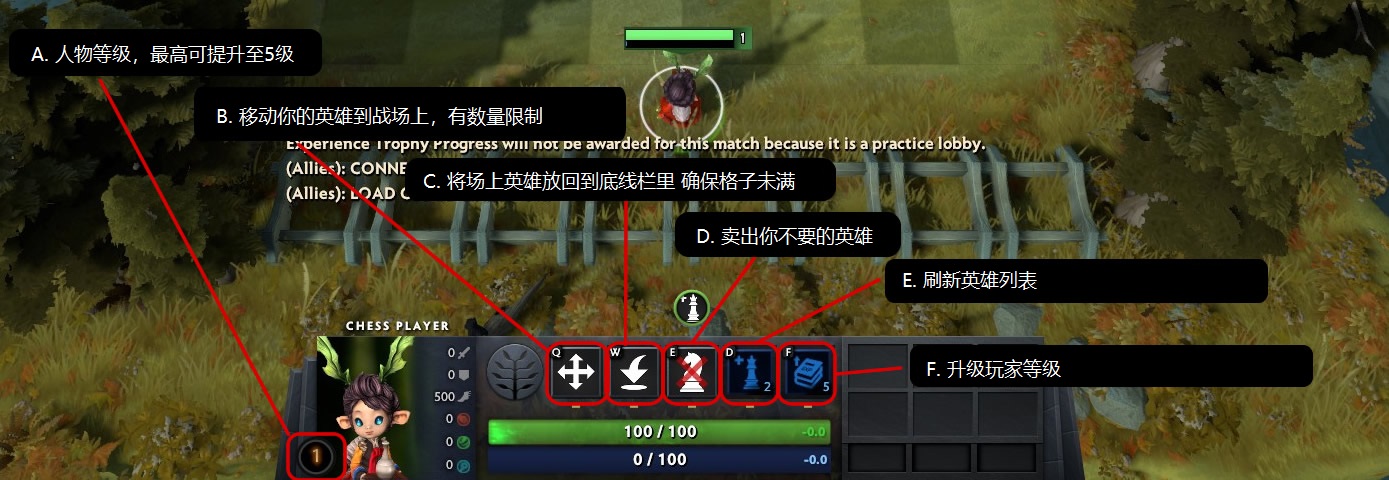 A. 人物等级，最高可提升至5级
1
B. 移动你的英雄到战场上，有数量限制
Experience Trophy Progress will not be awarded for this match because it is a practice lobby.
(Allies): CONNE
C. 将场上英雄放回到底线栏里 确保格子未满
(Allies): LOAD C
D. 卖出你不要的英雄
E. 刷新英雄列表
CHESS PLAYER
F. 升级玩家等级
Q W E D F
2 5
0
0
500
0
0
0
100 / 100 -0.0
0 / 100 -0.0
1